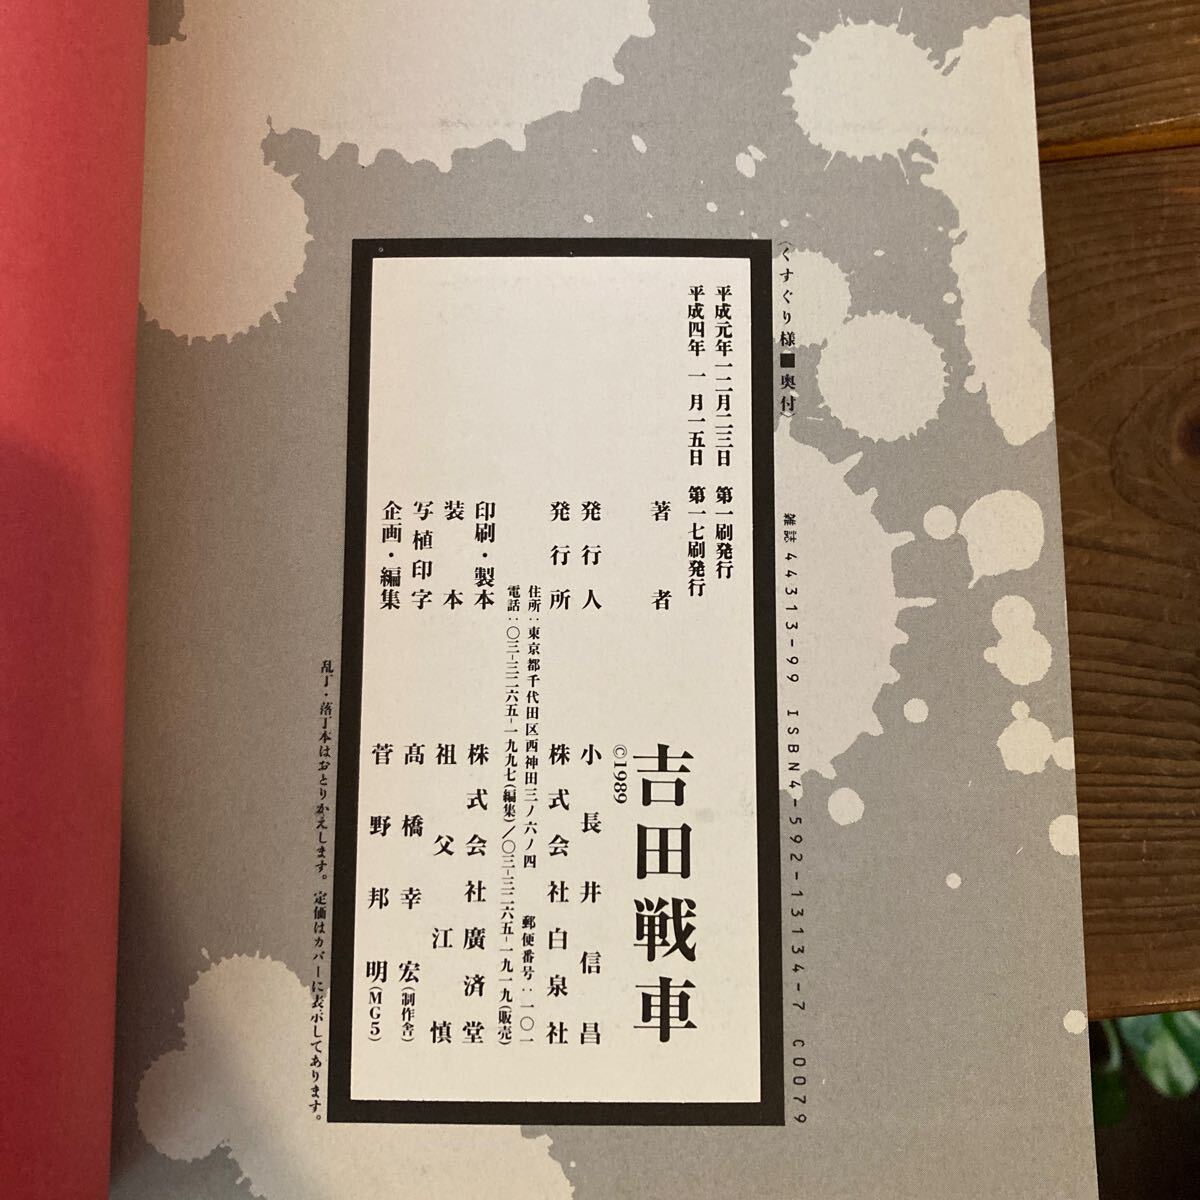 （くすぐり様■奥付）
雑誌44313-99 ISBN4-592-13134-7 C0079
平成元年一二月二三日 第一刷発行
平成四年 一月一五日 第一七刷発行
著者 吉田戦車
©1989
発行人 小長井信昌
発行所 株式会社白泉社
住所：東京都千代田区西神田三ノ六ノ四 郵便番号：一〇一
電話：〇三-三二六五-一九九七(編集)／〇三-三二六五-一九一九(販売)
印刷・製本 株式会社廣済堂
装本 祖父江慎
写植印字 髙橋幸宏(制作舎)
企画・編集 菅野邦明(MG5)
乱丁・落丁本はおとりかえします。定価はカバーに表示してあります。